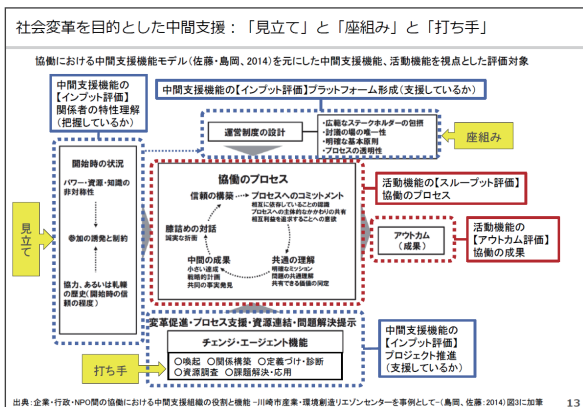 社会変革を目的とした中間支援：「見立て」と「座組み」と「打ち手」
協働における中間支援機能モデル(佐藤・島岡、2014)を元にした中間支援機能、活動機能を視点とした評価対象
中間支援機能の
【インプット評価】
関係者の特性理解
(把握しているか)
中間支援機能の【インプット評価】プラットフォーム形成(支援しているか)
運営制度の設計
・広範なステークホルダーの包摂
・討議の場の唯一性
・明確な基本原則
・プロセスの透明性
座組み
開始時の状況
パワー・資源・知識の
非対称性
参加の誘発と制約
協力、あるいは軋轢
の歴史(開始時の信
頼の程度)
見立て
協働のプロセス
信頼の構築
プロセスへのコミットメント
相互に依存していることの認識
プロセスへの主体的なかかわりの共有
相互利益を追求することへの意欲
膝詰めの対話
誠実な折衝
中間の成果
小さい達成
戦略的計画
共同の事実発見
共通の理解
明確なミッション
問題の共通理解
共有できる価値の同定
活動機能の【スループット評価】
協働のプロセス
アウトカム
(成果)
活動機能の
【アウトカム評価】
協働の成果
変革促進・プロセス支援・資源連結・問題解決提示
チェンジ・エージェント機能
○喚起 ○関係構築 ○定義づけ・診断
○資源調査 ○課題解決・応用
打ち手
中間支援機能の
【インプット評価】
プロジェクト推進
(支援しているか)
出典：企業・行政・NPO間の協働における中間支援組織の役割と機能 －川崎市産業・環境創造リエゾンセンターを事例として－(島岡、佐藤：2014)図3に加筆
13